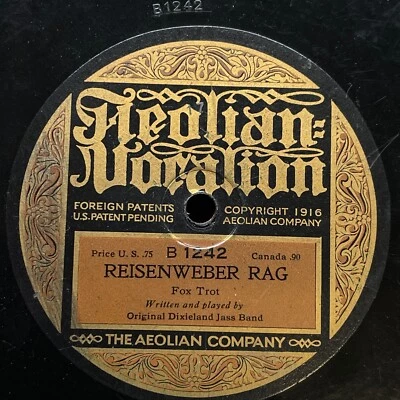 B1242
Aeolian=
Vocalion
FOREIGN PATENTS
U.S. PATENT PENDING
COPYRIGHT 1916
AEOLIAN COMPANY
Price U. S. .75 B 1242 Canada .90
REISENWEBER RAG
Fox Trot
Written and played by
Original Dixieland Jass Band
THE AEOLIAN COMPANY